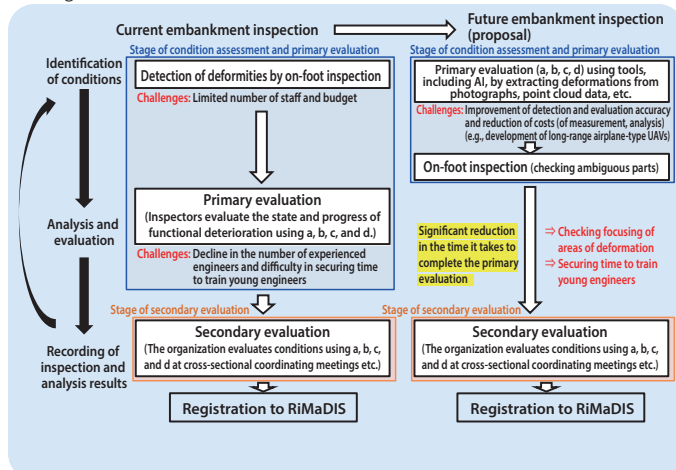 Current embankment inspection
Future embankment inspection
(proposal)
Identification
of conditions
Analysis and
evaluation
Recording of
inspection and
analysis results
Stage of condition assessment and primary evaluation
Detection of deformities by on-foot inspection
Challenges: Limited number of staff and budget
Primary evaluation
(Inspectors evaluate the state and progress of
functional deterioration using a, b, c, and d.)
Challenges: Decline in the number of experienced
engineers and difficulty in securing time
to train young engineers
Stage of secondary evaluation
Secondary evaluation
(The organization evaluates conditions using a, b, c,
and d at cross-sectional coordinating meetings etc.)
Registration to RiMaDIS
Stage of condition assessment and primary evaluation
Primary evaluation (a, b, c, d) using tools,
including AI, by extracting deformations from
photographs, point cloud data, etc.
Challenges: Improvement of detection and evaluation accuracy
and reduction of costs (of measurement, analysis)
(e.g., development of long-range airplane-type UAVs)
On-foot inspection (checking ambiguous parts)
Significant reduction
in the time it takes to
complete the primary
evaluation
⇒ Checking focusing of
areas of deformation
⇒ Securing time to train
young engineers
Stage of secondary evaluation
Secondary evaluation
(The organization evaluates conditions using a, b, c,
and d at cross-sectional coordinating meetings etc.)
Registration to RiMaDIS